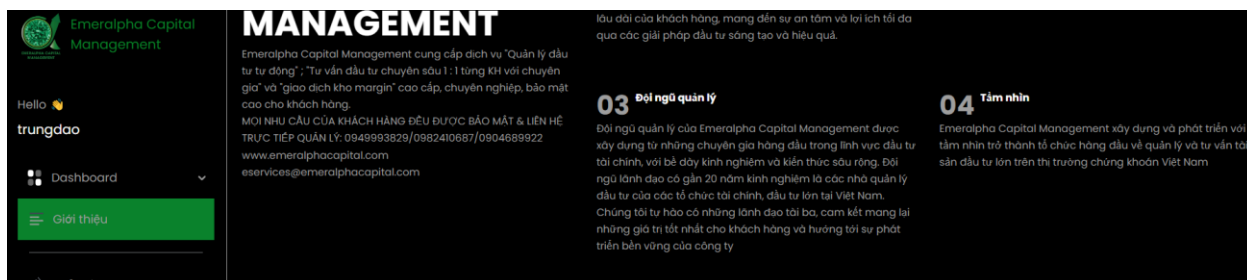 Emeralpha Capital
Management
Hello 👋
trungdao
Dashboard
Giới thiệu
MANAGEMENT
Emeralpha Capital Management cung cấp dịch vụ "Quản lý đầu
tư tự động" ; "Tư vấn đầu tư chuyên sâu 1 : 1 từng KH với chuyên
gia" và "giao dịch kho margin" cao cấp, chuyên nghiệp, bảo mật
cao cho khách hàng.
MỌI NHU CẦU CỦA KHÁCH HÀNG ĐỀU ĐƯỢC BẢO MẬT & LIÊN HỆ
TRỰC TIẾP QUẢN LÝ: 0949993829/0982410687/0904689922
www.emeralphacapital.com
eservices@emeralphacapital.com
lâu dài của khách hàng, mang đến sự an tâm và lợi ích tối đa
qua các giải pháp đầu tư sáng tạo và hiệu quả.
03 Đội ngũ quản lý
Đội ngũ quản lý của Emeralpha Capital Management được
xây dựng từ những chuyên gia hàng đầu trong lĩnh vực đầu tư
tài chính, với bề dày kinh nghiệm và kiến thức sâu rộng. Đội
ngũ lãnh đạo có gần 20 năm kinh nghiệm là các nhà quản lý
đầu tư của các tổ chức tài chính, đầu tư lớn tại Việt Nam.
Chúng tôi tự hào có những lãnh đạo tài ba, cam kết mang lại
những giá trị tốt nhất cho khách hàng và hướng tới sự phát
triển bền vững của công ty
04 Tầm nhìn
Emeralpha Capital Management xây dựng và phát triển với
tầm nhìn trở thành tổ chức hàng đầu về quản lý và tư vấn tài
sản đầu tư lớn trên thị trường chứng khoán Việt Nam